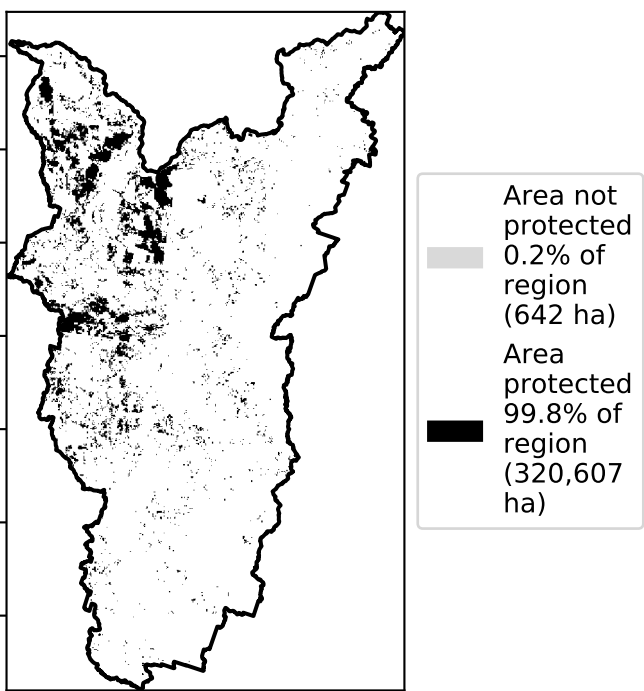 Area not
protected
0.2% of
region
(642 ha)
Area
protected
99.8% of
region
(320,607
ha)